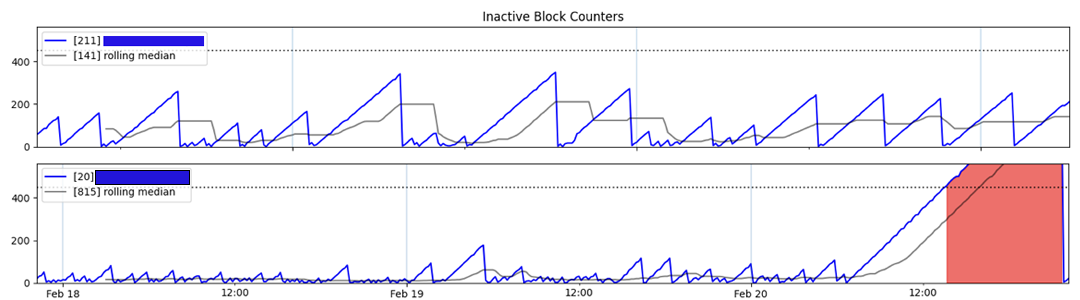 Inactive Block Counters
[211]
[141] rolling median
400
200
0
[20]
[815] rolling median
400
200
0
Feb 18
12:00
Feb 19
12:00
Feb 20
12:00